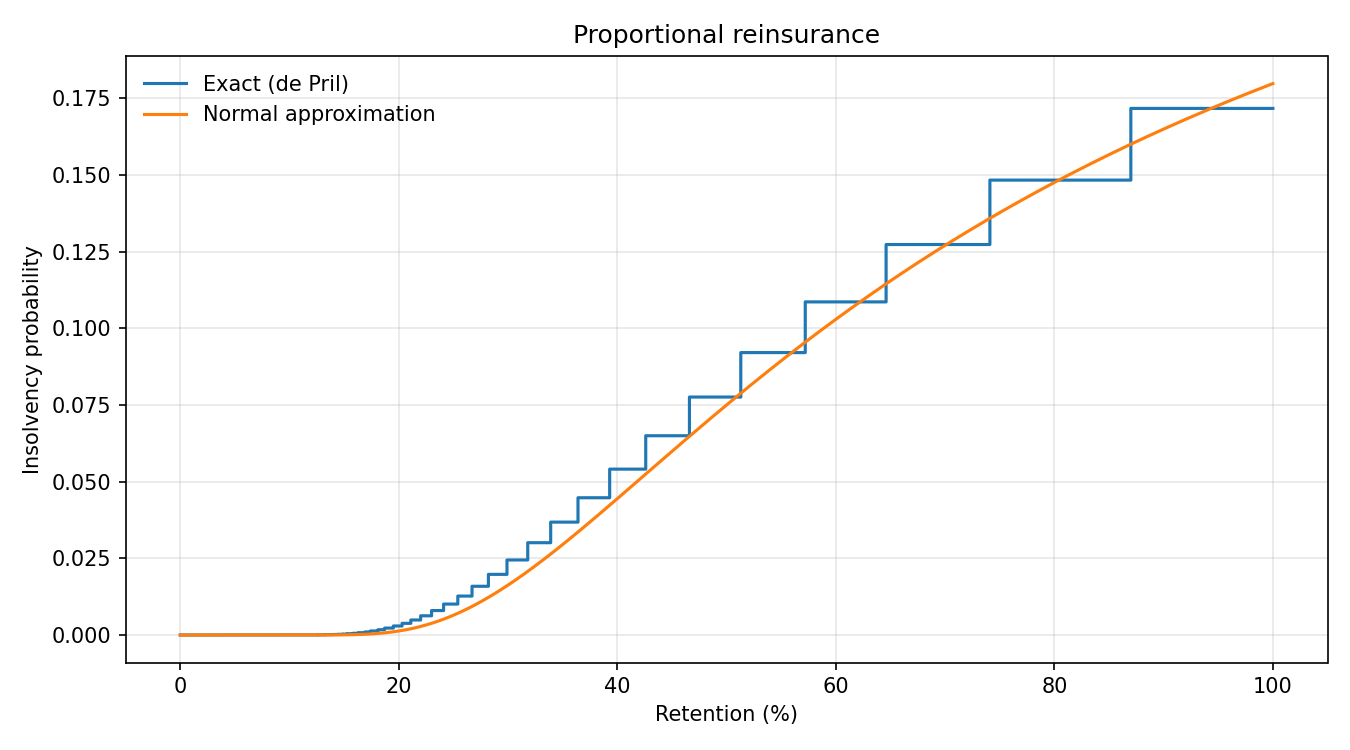 Proportional reinsurance
Exact (de Pril)
Normal approximation
Insolvency probability
0.175
0.150
0.125
0.100
0.075
0.050
0.025
0.000
0 20 40 60 80 100
Retention (%)